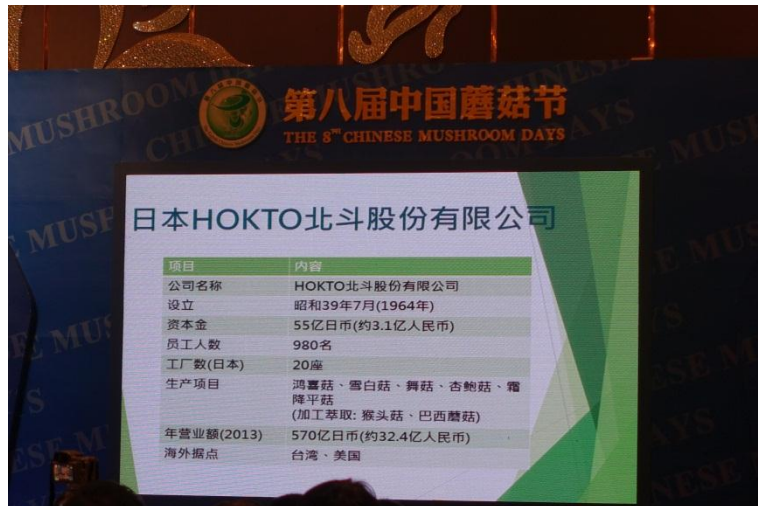 第八届中国蘑菇节
THE 8TH CHINESE MUSHROOM DAYS
日本HOKTO北斗股份有限公司
项目 内容
公司名称 HOKTO北斗股份有限公司
设立 昭和39年7月(1964年)
资本金 55亿日币(约3.1亿人民币)
员工人数 980名
工厂数(日本) 20座
生产项目 鸿喜菇、雪白菇、舞菇、杏鲍菇、霜
降平菇
(加工萃取: 猴头菇、巴西蘑菇)
年营业额(2013) 570亿日币(约32.4亿人民币)
海外据点 台湾、美国